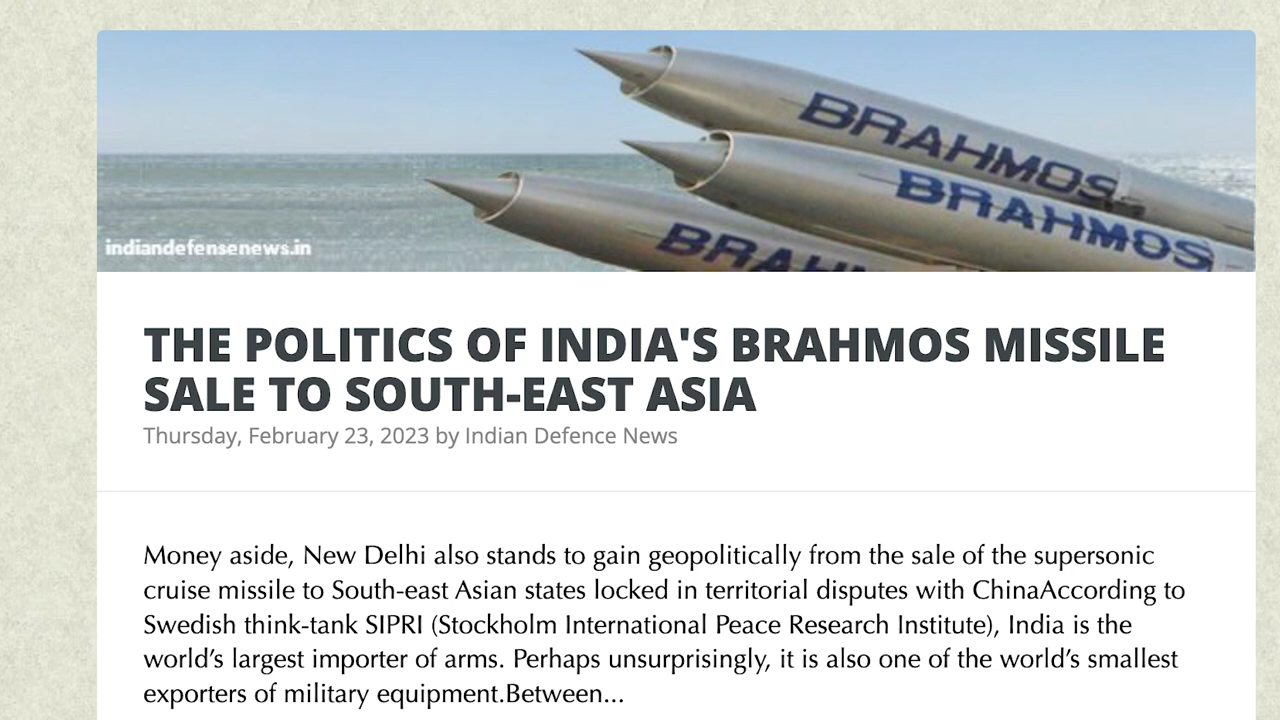 BRAHMOS
BRAHMOS
indiandefensenews.in
THE POLITICS OF INDIA'S BRAHMOS MISSILE
SALE TO SOUTH-EAST ASIA
Thursday, February 23, 2023 by Indian Defence News
Money aside, New Delhi also stands to gain geopolitically from the sale of the supersonic
cruise missile to South-east Asian states locked in territorial disputes with ChinaAccording to
Swedish think-tank SIPRI (Stockholm International Peace Research Institute), India is the
world’s largest importer of arms. Perhaps unsurprisingly, it is also one of the world’s smallest
exporters of military equipment.Between...